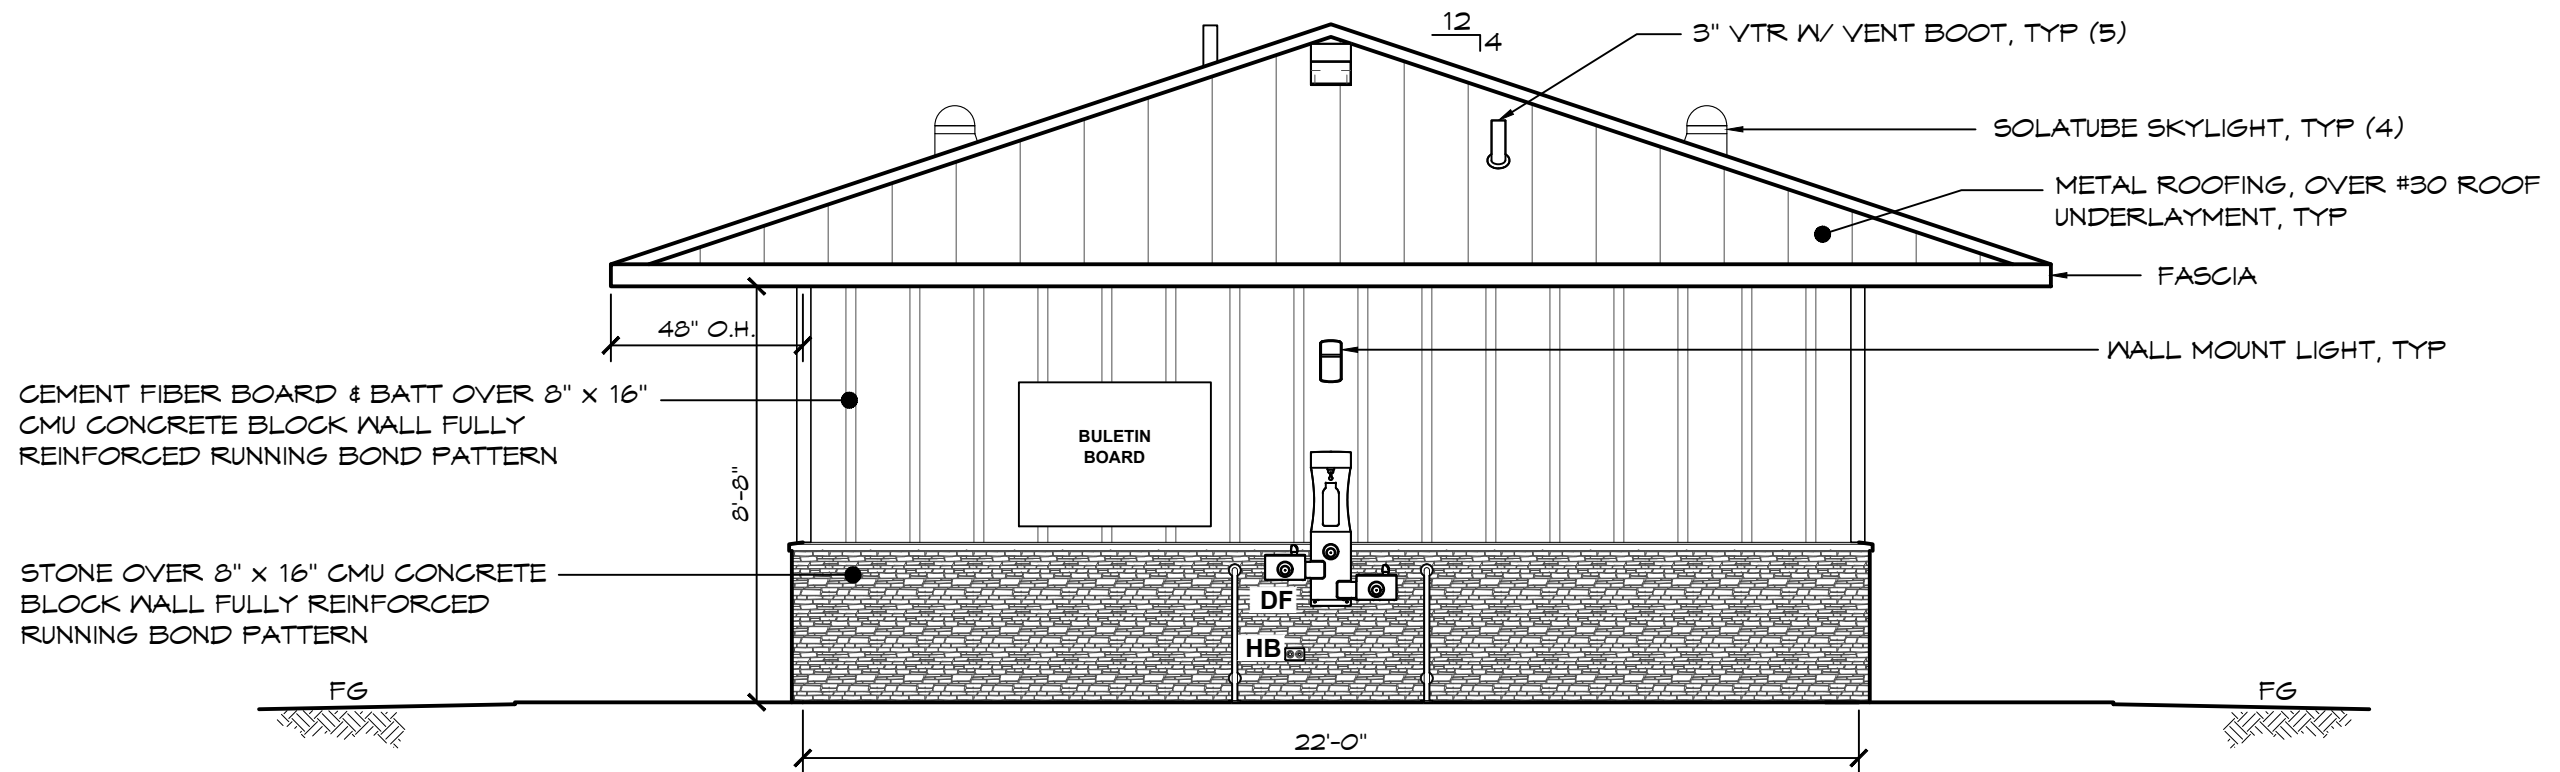 12
4
3" VTR W/ VENT BOOT, TYP (5)
SOLATUBE SKYLIGHT, TYP (4)
METAL ROOFING, OVER #30 ROOF
UNDERLAYMENT, TYP
FASCIA
48" O.H.
WALL MOUNT LIGHT, TYP
CEMENT FIBER BOARD & BATT OVER 8" X 16"
CMU CONCRETE BLOCK WALL FULLY
REINFORCED RUNNING BOND PATTERN
BULETIN
BOARD
8'-8"
STONE OVER 8" X 16" CMU CONCRETE
BLOCK WALL FULLY REINFORCED
RUNNING BOND PATTERN
DF
HB
FG
FG
22'-0"